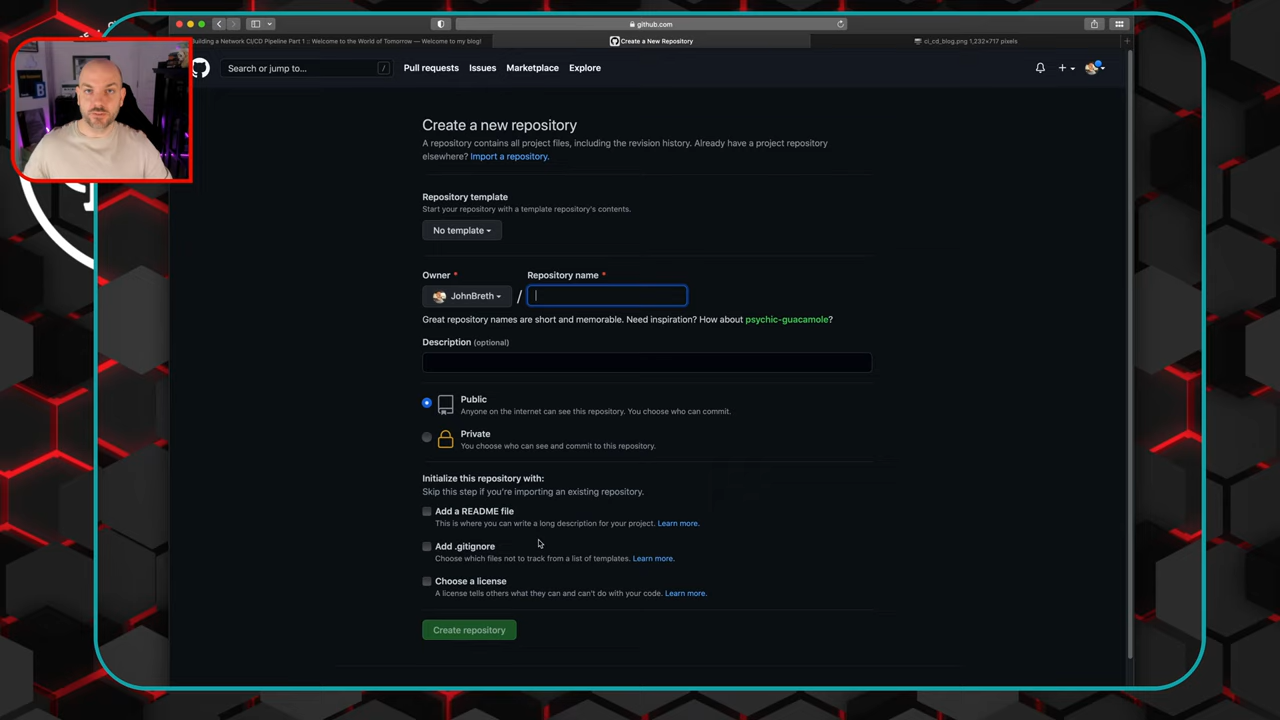 github.com
uilding a Network CI/CD Pipeline Part 1 :: Welcome to the World of Tomorrow — Welcome to my blog!
Create a New Repository
ci_cd_blog.png 1,232×717 pixels
Search or jump to...
/
Pull requests
Issues
Marketplace
Explore
Create a new repository
A repository contains all project files, including the revision history. Already have a project repository
elsewhere? Import a repository.
Repository template
Start your repository with a template repository's contents.
No template
Owner *
Repository name *
JohnBreth
/
Great repository names are short and memorable. Need inspiration? How about psychic-guacamole?
Description (optional)
Public
Anyone on the internet can see this repository. You choose who can commit.
Private
You choose who can see and commit to this repository.
Initialize this repository with:
Skip this step if you're importing an existing repository.
Add a README file
This is where you can write a long description for your project. Learn more.
Add .gitignore
Choose which files not to track from a list of templates. Learn more.
Choose a license
A license tells others what they can and can't do with your code. Learn more.
Create repository